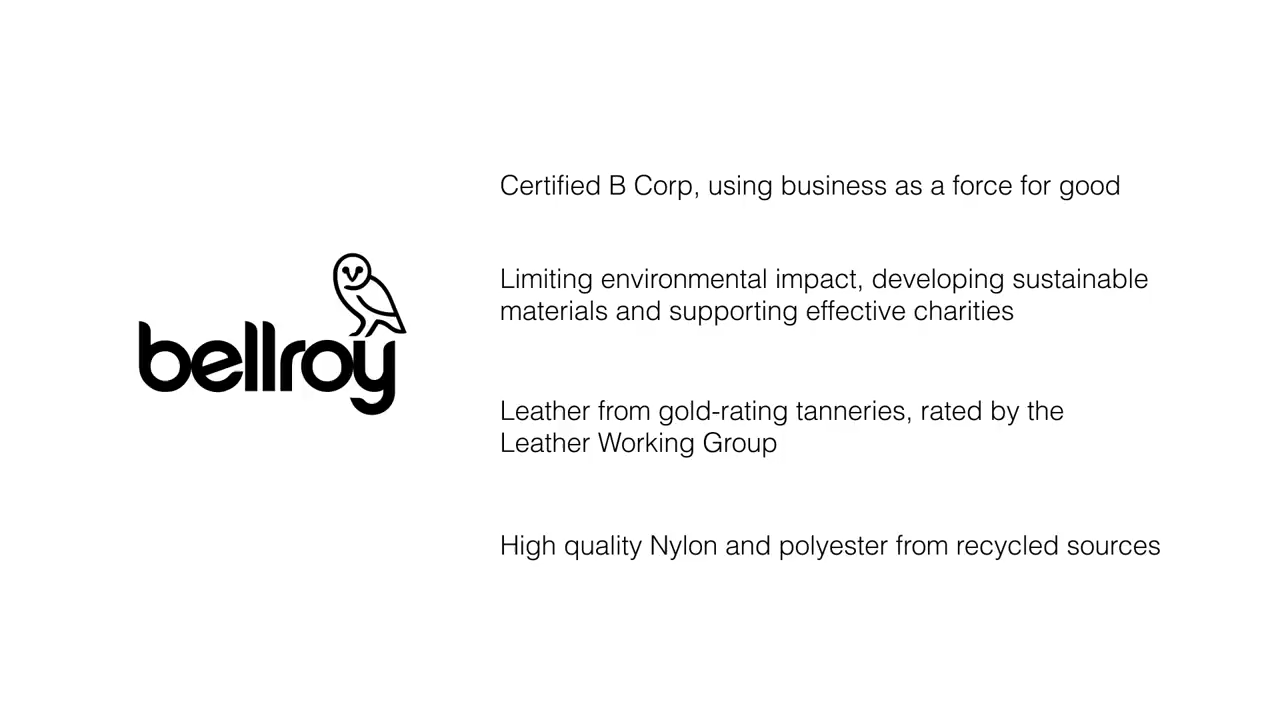 bellroy
Certified B Corp, using business as a force for good
Limiting environmental impact, developing sustainable
materials and supporting effective charities
Leather from gold-rating tanneries, rated by the
Leather Working Group
High quality Nylon and polyester from recycled sources